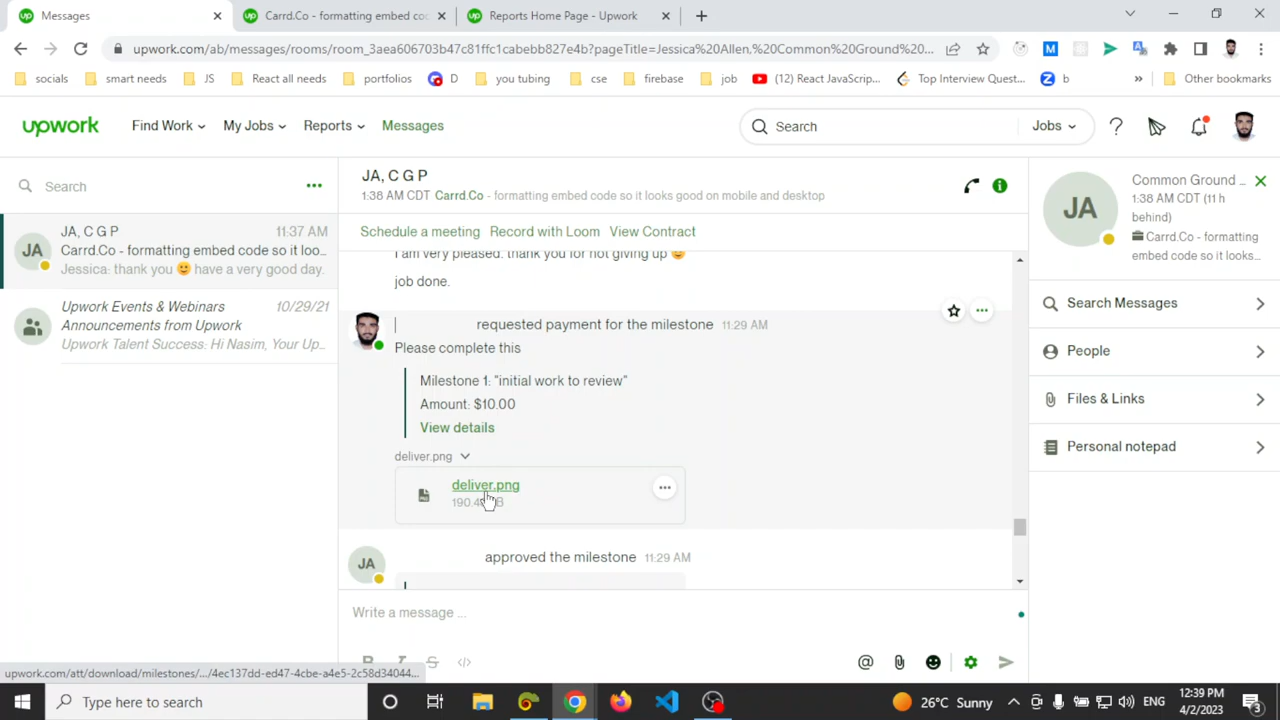 Messages
Carrd.Co - formatting embed code
Reports Home Page - Upwork
upwork.com/ab/messages/rooms/room_3aea606703b47c81ffc1cabebb827e4b?pageTitle=Jessica%20Allen,%20Common%20Ground%20...
socials
smart needs
JS
React all needs
portfolios
D
you tubing
cse
firebase
job
(12) React JavaScrip...
Top Interview Quest...
b
»
Other bookmarks
upwork
Find Work
My Jobs
Reports
Messages
Search
Jobs
Search
JA, C G P
11:37 AM
Carrd.Co - formatting embed code so it loo...
Jessica: thank you 😊 have a very good day.
Upwork Events & Webinars
10/29/21
Announcements from Upwork
Upwork Talent Success: Hi Nasim, Your Up...
JA, C G P
1:38 AM CDT Carrd.Co - formatting embed code so it looks good on mobile and desktop
Schedule a meeting
Record with Loom
View Contract
I am very pleased. thank you for not giving up 😊
job done.
requested payment for the milestone 11:29 AM
Please complete this
Milestone 1: "initial work to review"
Amount: $10.00
View details
deliver.png
deliver.png
JA
approved the milestone 11:29 AM
Write a message ...
JA
Common Ground ...
1:38 AM CDT (11 h
behind)
Carrd.Co - formatting
embed code so it looks...
Search Messages
People
Files & Links
Personal notepad
upwork.com/att/download/milestones/.../4ec137dd-ed47-4cbe-a4e5-2c58d34044...
Type here to search
26°C Sunny
ENG
12:39 PM
4/2/2023
3